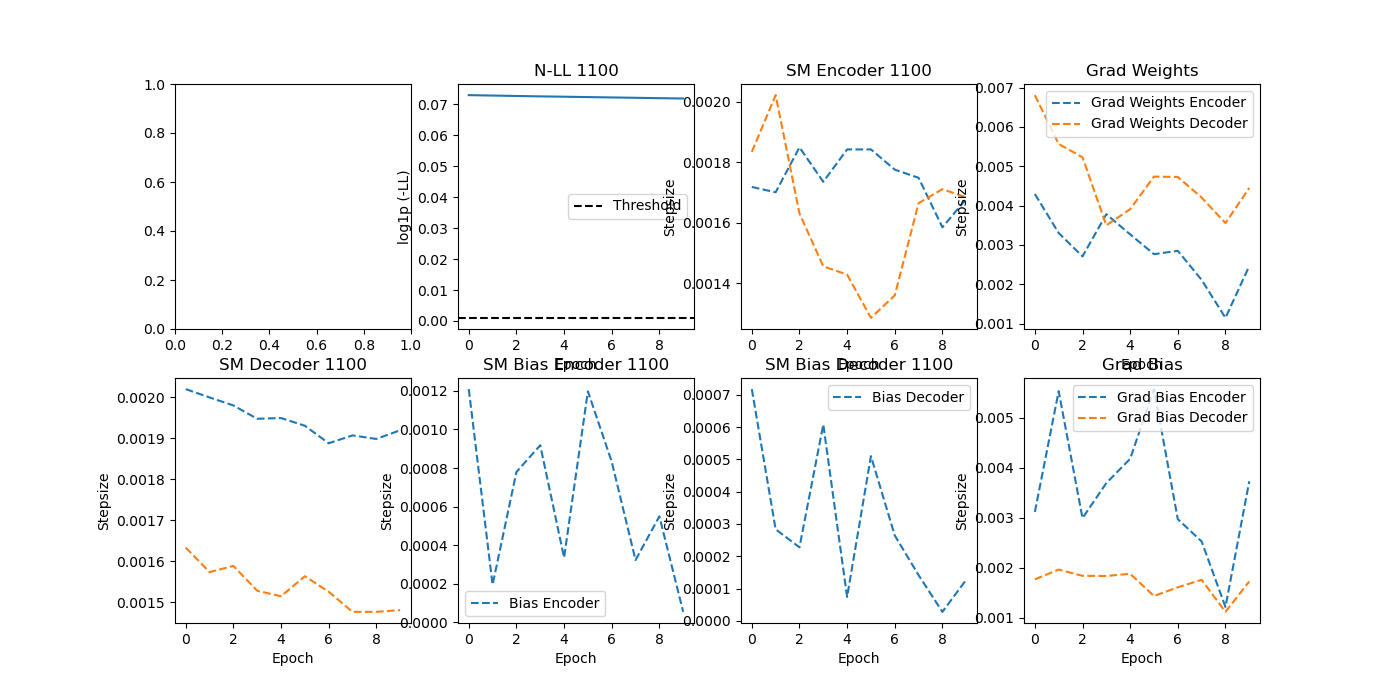 1.0
0.8
0.6
0.4
0.2
0.0
0.0 0.2 0.4 0.6 0.8 1.0
N-LL 1100
log1p (-LL)
0.07
0.06
0.05
0.04
0.03
0.02
0.01
0.00
Threshold
0 2 4 6 8
Epoch
SM Encoder 1100
Stepsize
0.0020
0.0018
0.0016
0.0014
0 2 4 6 8
Epoch
Grad Weights
Stepsize
0.007
0.006
0.005
0.004
0.003
0.002
0.001
Grad Weights Encoder
Grad Weights Decoder
0 2 4 6 8
Epoch
SM Decoder 1100
Stepsize
0.0020
0.0019
0.0018
0.0017
0.0016
0.0015
0 2 4 6 8
Epoch
SM Bias Encoder 1100
Stepsize
0.0012
0.0010
0.0008
0.0006
0.0004
0.0002
0.0000
Bias Encoder
0 2 4 6 8
Epoch
SM Bias Decoder 1100
Stepsize
0.0007
0.0006
0.0005
0.0004
0.0003
0.0002
0.0001
0.0000
Bias Decoder
0 2 4 6 8
Epoch
Grad Bias
Stepsize
0.005
0.004
0.003
0.002
0.001
Grad Bias Encoder
Grad Bias Decoder
0 2 4 6 8
Epoch